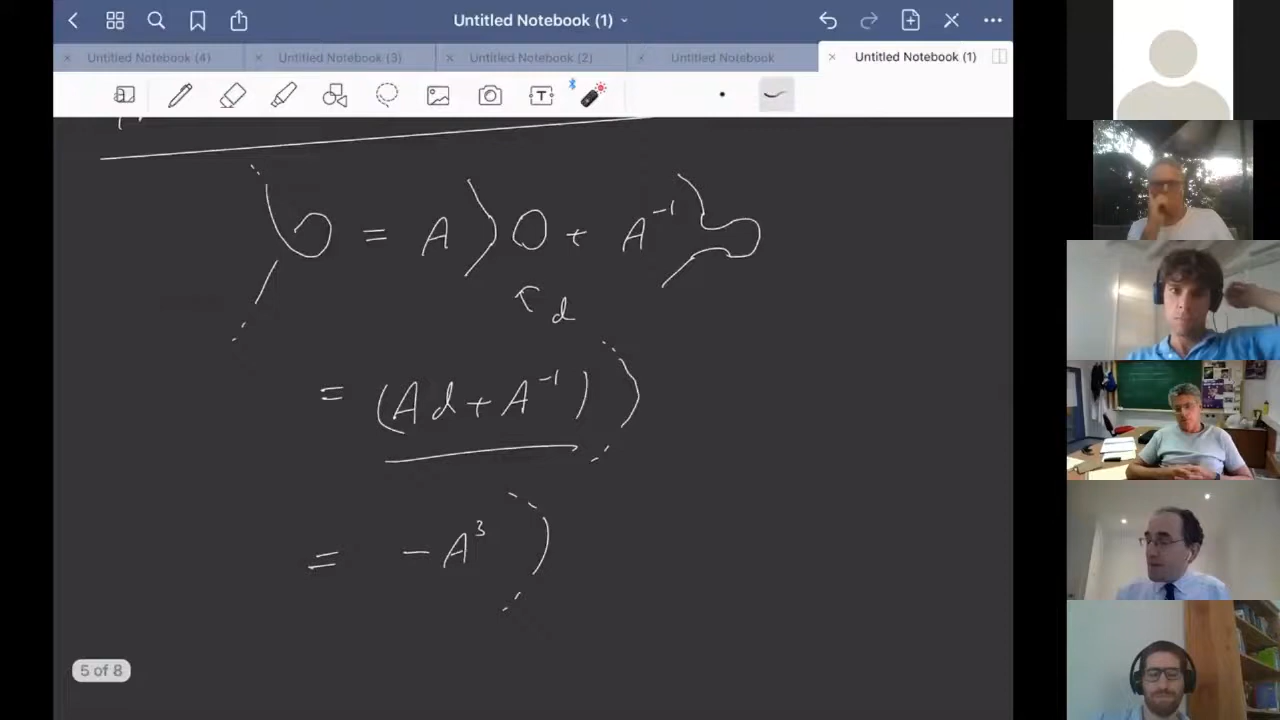 Untitled Notebook (1)
Untitled Notebook (4) Untitled Notebook (3) Untitled Notebook (2) Untitled Notebook Untitled Notebook (1)
= A + A⁻¹
d
= (Ad + A⁻¹)
= - A³
5 of 8